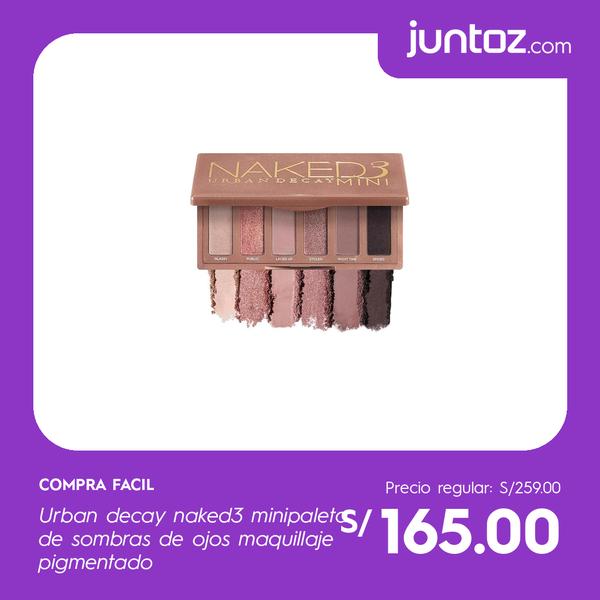 juntoz.com
NAKED3
URBAN DECAY MINI
COMPRA FACIL
Precio regular: S/259.00
Urban decay naked3 minipaleta
de sombras de ojos maquillaje
pigmentado
S/165.00